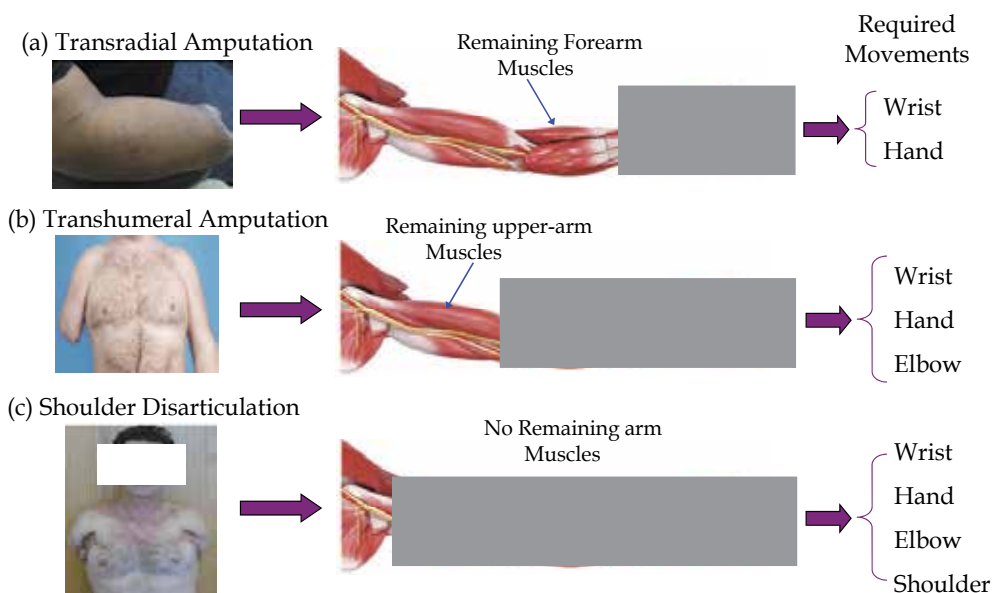 Required
Movements
(a) Transradial Amputation
Remaining Forearm
Muscles
Wrist
Hand
(b) Transhumeral Amputation
Remaining upper-arm
Muscles
Wrist
Hand
Elbow
(c) Shoulder Disarticulation
No Remaining arm
Muscles
Wrist
Hand
Elbow
Shoulder